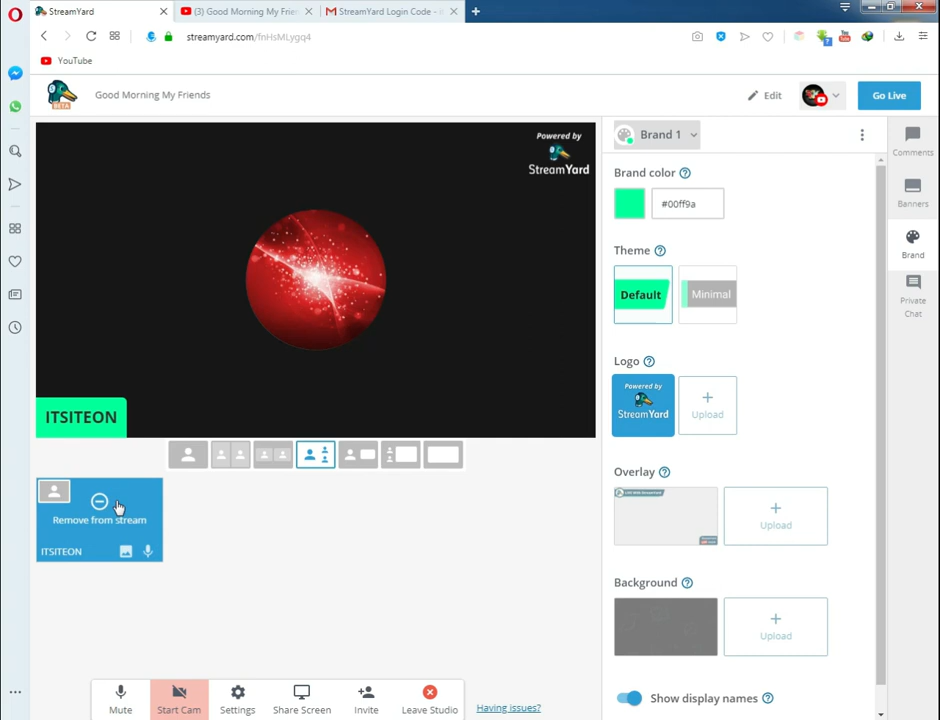 StreamYard
(3) Good Morning My Frien
StreamYard Login Code -
streamyard.com/fnHsMLygq4
YouTube
BETA
Good Morning My Friends
Edit
Go Live
Powered by
StreamYard
ITSITEON
Remove from stream
ITSITEON
Mute
Start Cam
Settings
Share Screen
Invite
Leave Studio
Having issues?
Brand 1
Brand color
#00ff9a
Theme
Default
Minimal
Logo
Powered by
StreamYard
Upload
Overlay
Upload
Background
Upload
Show display names
Comments
Banners
Brand
Private
Chat